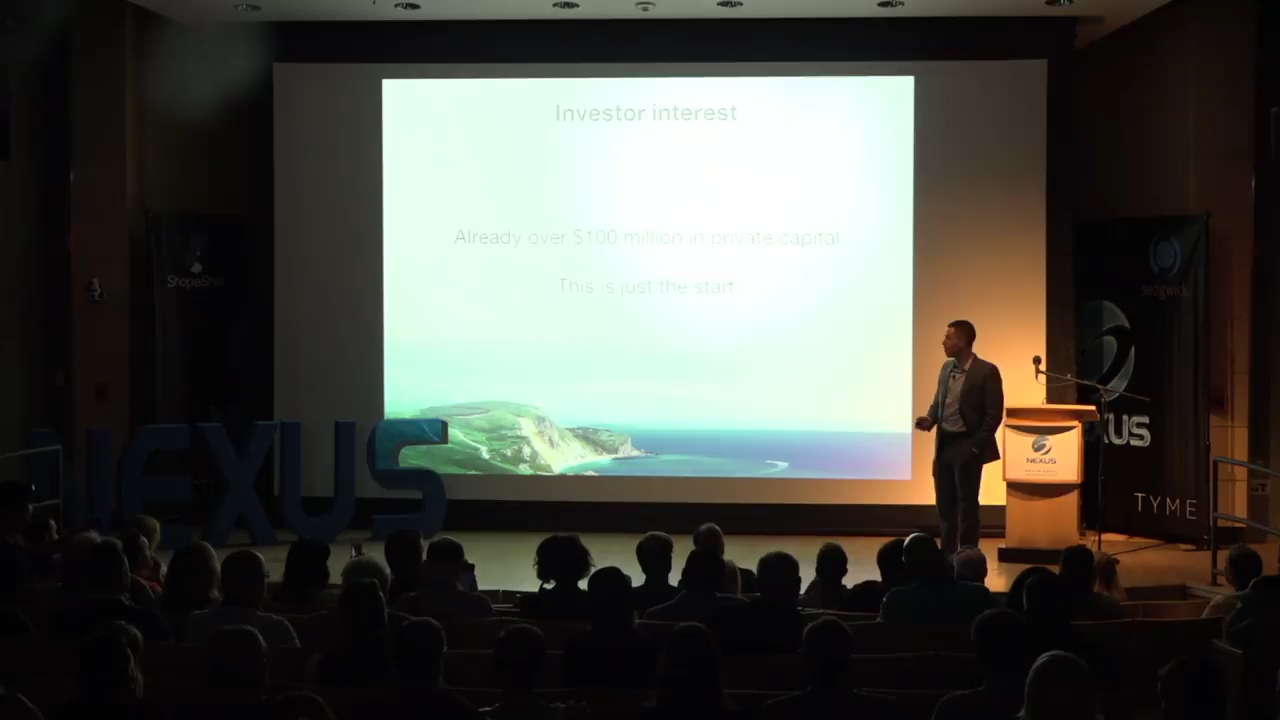 Investor interest
Already over $100 million in private capital
This is just the start
NEXUS
sedgwick
XUS
NEXUS
TYME